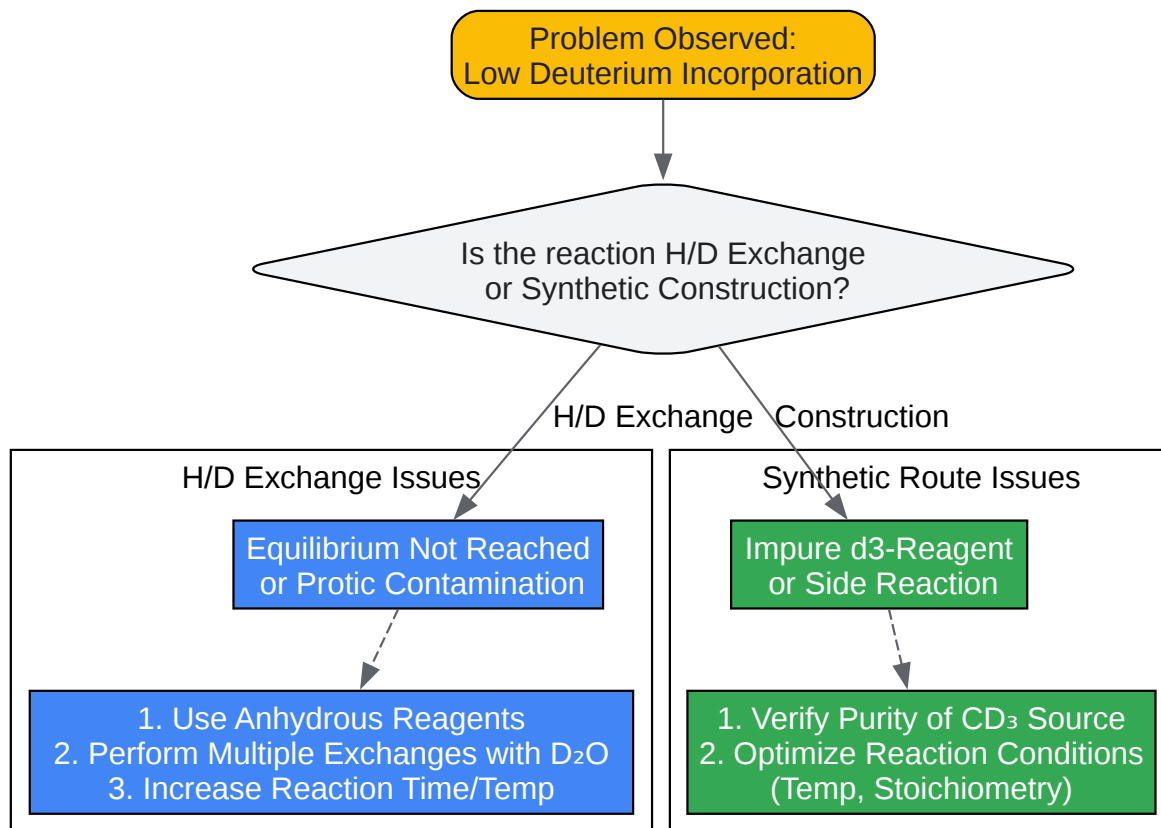 Problem Observed:
Low Deuterium Incorporation
Is the reaction H/D Exchange
or Synthetic Construction?
H/D Exchange
Construction
H/D Exchange Issues
Equilibrium Not Reached
or Protic Contamination
1. Use Anhydrous Reagents
2. Perform Multiple Exchanges with D₂O
3. Increase Reaction Time/Temp
Synthetic Route Issues
Impure d3-Reagent
or Side Reaction
1. Verify Purity of CD₃ Source
2. Optimize Reaction Conditions
(Temp, Stoichiometry)